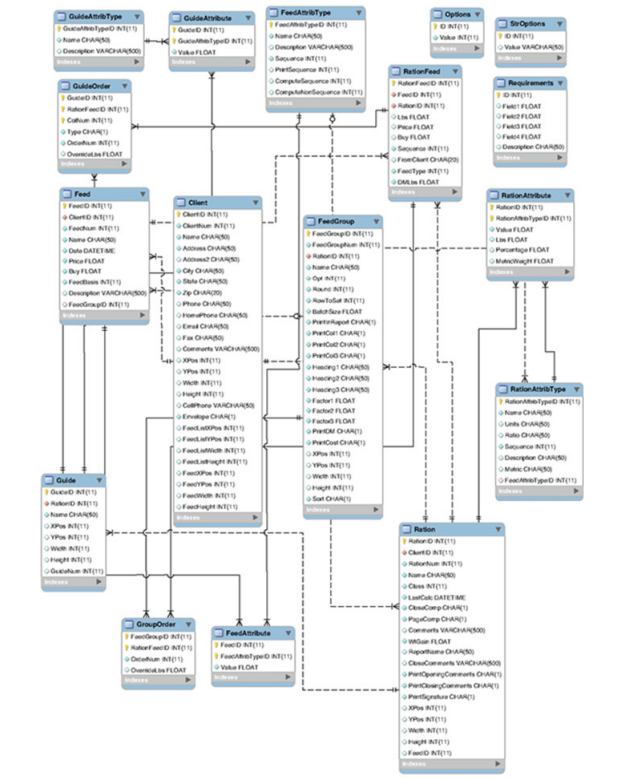 GuideAttribType
GuideAttribTypeID INT(11)
Name CHAR(50)
Description VARCHAR(500)
Indexes
GuideAttribute
GuideID INT(11)
GuideAttribTypeID INT(11)
Value FLOAT
Indexes
FeedAttribType
FeedAttribTypeID INT(11)
Name CHAR(50)
Description VARCHAR(500)
Sequence INT(11)
PrintSequence INT(11)
ComputeSequence INT(11)
ComputationSequence INT(11)
Indexes
Options
ID INT(11)
Value INT(11)
Indexes
StrOptions
ID INT(11)
Value VARCHAR(50)
Indexes
GuideOrder
GuideID INT(11)
RationFeedID INT(11)
ColNum INT(11)
Type CHAR(1)
OrderNum INT(11)
OverrideLbs FLOAT
Indexes
RationFeed
RationFeedID INT(11)
FeedID INT(11)
RationID INT(11)
Lbs FLOAT
Price FLOAT
Buy FLOAT
Sequence INT(11)
FromClient CHAR(20)
FeedType INT(11)
DMLbs FLOAT
Indexes
Requirements
ID INT(11)
Field1 FLOAT
Field2 FLOAT
Field3 FLOAT
Field4 FLOAT
Description CHAR(50)
Indexes
Feed
FeedID INT(11)
ClientID INT(11)
FeedNum INT(11)
Name CHAR(50)
Date DATETIME
Price FLOAT
Buy FLOAT
FeedBasis INT(11)
Description VARCHAR(500)
FeedGroupID INT(11)
Indexes
Client
ClientID INT(11)
ClientNum INT(11)
Name CHAR(50)
Address CHAR(50)
Address2 CHAR(50)
City CHAR(50)
State CHAR(50)
Zip CHAR(20)
Phone CHAR(50)
HomePhone CHAR(50)
Email CHAR(50)
Fax CHAR(50)
Comments VARCHAR(500)
XPos INT(11)
YPos INT(11)
Width INT(11)
Height INT(11)
CellPhone VARCHAR(50)
Envelope CHAR(1)
FeedListXPos INT(11)
FeedListYPos INT(11)
FeedListWidth INT(11)
FeedListHeight INT(11)
FeedXPos INT(11)
FeedYPos INT(11)
FeedWidth INT(11)
FeedHeight INT(11)
Indexes
FeedGroup
FeedGroupID INT(11)
FeedGroupNum INT(11)
RationID INT(11)
Name CHAR(50)
Opt INT(11)
Round INT(11)
RowToSet INT(11)
BatchSize FLOAT
PrintInReport CHAR(1)
PrintCol1 CHAR(1)
PrintCol2 CHAR(1)
PrintCol3 CHAR(1)
Heading1 CHAR(50)
Heading2 CHAR(50)
Heading3 CHAR(50)
Factor1 FLOAT
Factor2 FLOAT
Factor3 FLOAT
PrintDM CHAR(1)
PrintCost CHAR(1)
XPos INT(11)
YPos INT(11)
Width INT(11)
Height INT(11)
Sort CHAR(1)
Indexes
RationAttribute
RationID INT(11)
RationAttribTypeID INT(11)
Value FLOAT
Lbs FLOAT
Percentage FLOAT
MetricWeight FLOAT
Indexes
RationAttribType
RationAttribTypeID INT(11)
Name CHAR(50)
Units CHAR(50)
Ratio CHAR(50)
Sequence INT(11)
Description CHAR(50)
Metric CHAR(50)
FeedAttribTypeID INT(11)
Indexes
Guide
GuideID INT(11)
RationID INT(11)
Name CHAR(50)
XPos INT(11)
YPos INT(11)
Width INT(11)
Height INT(11)
GuideNum INT(11)
Indexes
Ration
RationID INT(11)
ClientID INT(11)
RationNum INT(11)
Name CHAR(50)
Class INT(11)
LastCalc DATETIME
CloseComp CHAR(1)
PageComp CHAR(1)
Comments VARCHAR(500)
WtGain FLOAT
ReportName CHAR(50)
CloseComments VARCHAR(500)
PrintOpeningComments CHAR(1)
PrintClosingComments CHAR(1)
PrintSignature CHAR(1)
XPos INT(11)
YPos INT(11)
Width INT(11)
Height INT(11)
FeedID INT(11)
Indexes
GroupOrder
FeedGroupID INT(11)
RationFeedID INT(11)
OrderNum INT(11)
OverrideLbs FLOAT
Indexes
FeedAttribute
FeedID INT(11)
FeedAttribTypeID INT(11)
Value FLOAT
Indexes